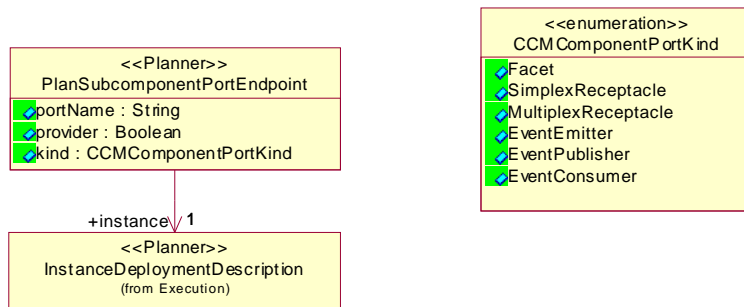 <<Planner>>
PlanSubcomponentPortEndpoint
portName : String
provider : Boolean
kind : CCMComponentPortKind
+instance 1
<<Planner>>
InstanceDeploymentDescription
(from Execution)
<<enumeration>>
CCMComponentPortKind
Facet
SimplexReceptacle
MultiplexReceptacle
EventEmitter
EventPublisher
EventConsumer